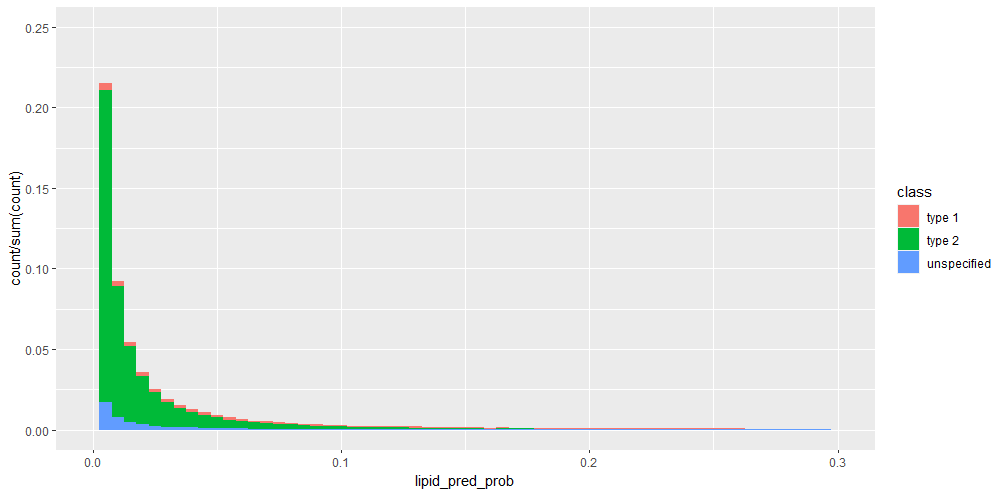 0.25
0.20
0.15
0.10
0.05
0.00
count/sum(count)
0.0
0.1
0.2
0.3
lipid_pred_prob
class
type 1
type 2
unspecified